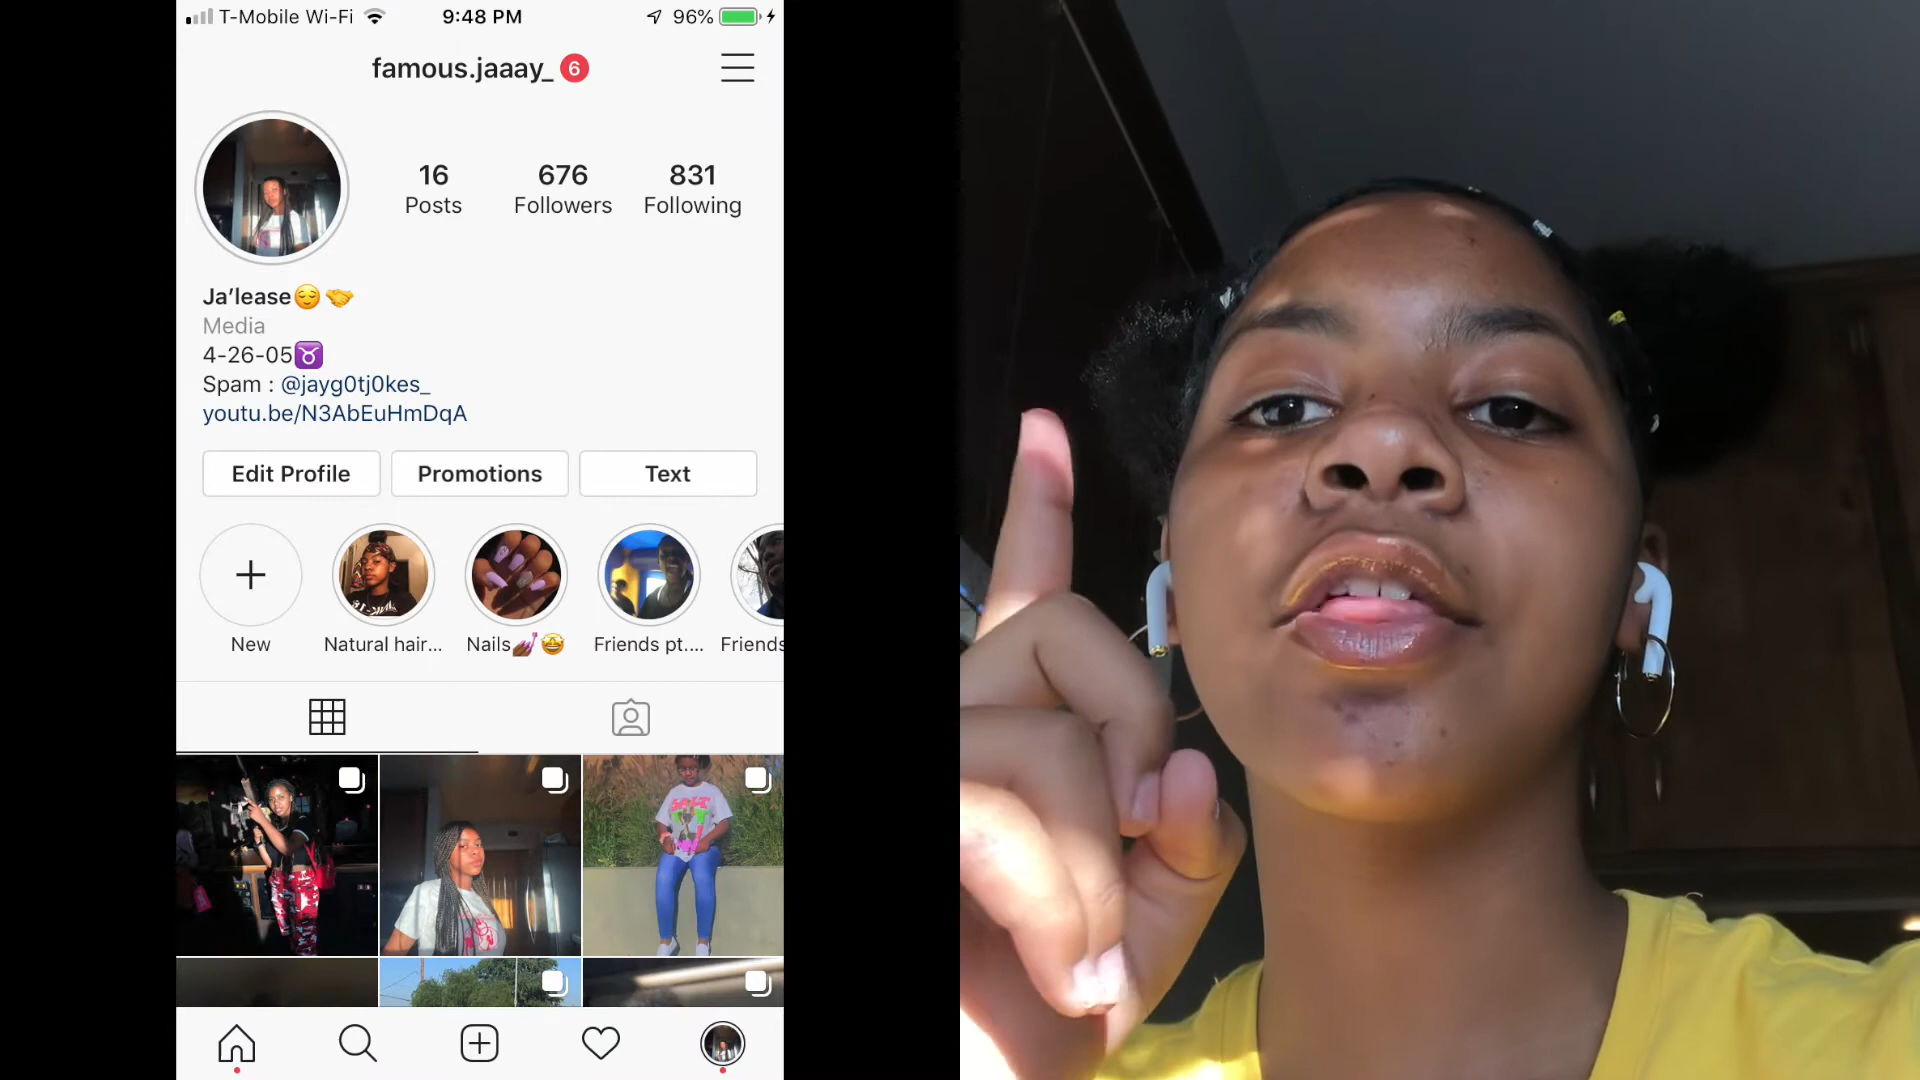 T-Mobile Wi-Fi 9:48 PM 96%
famous.jaaay_ 6
16 676 831
Posts Followers Following
Ja’lease😌🤝
Media
4-26-05♉
Spam : @jayg0tj0kes_
youtu.be/N3AbEuHmDqA
Edit Profile Promotions Text
New Natural hair... Nails💅🏾🤩 Friends pt.... Friends